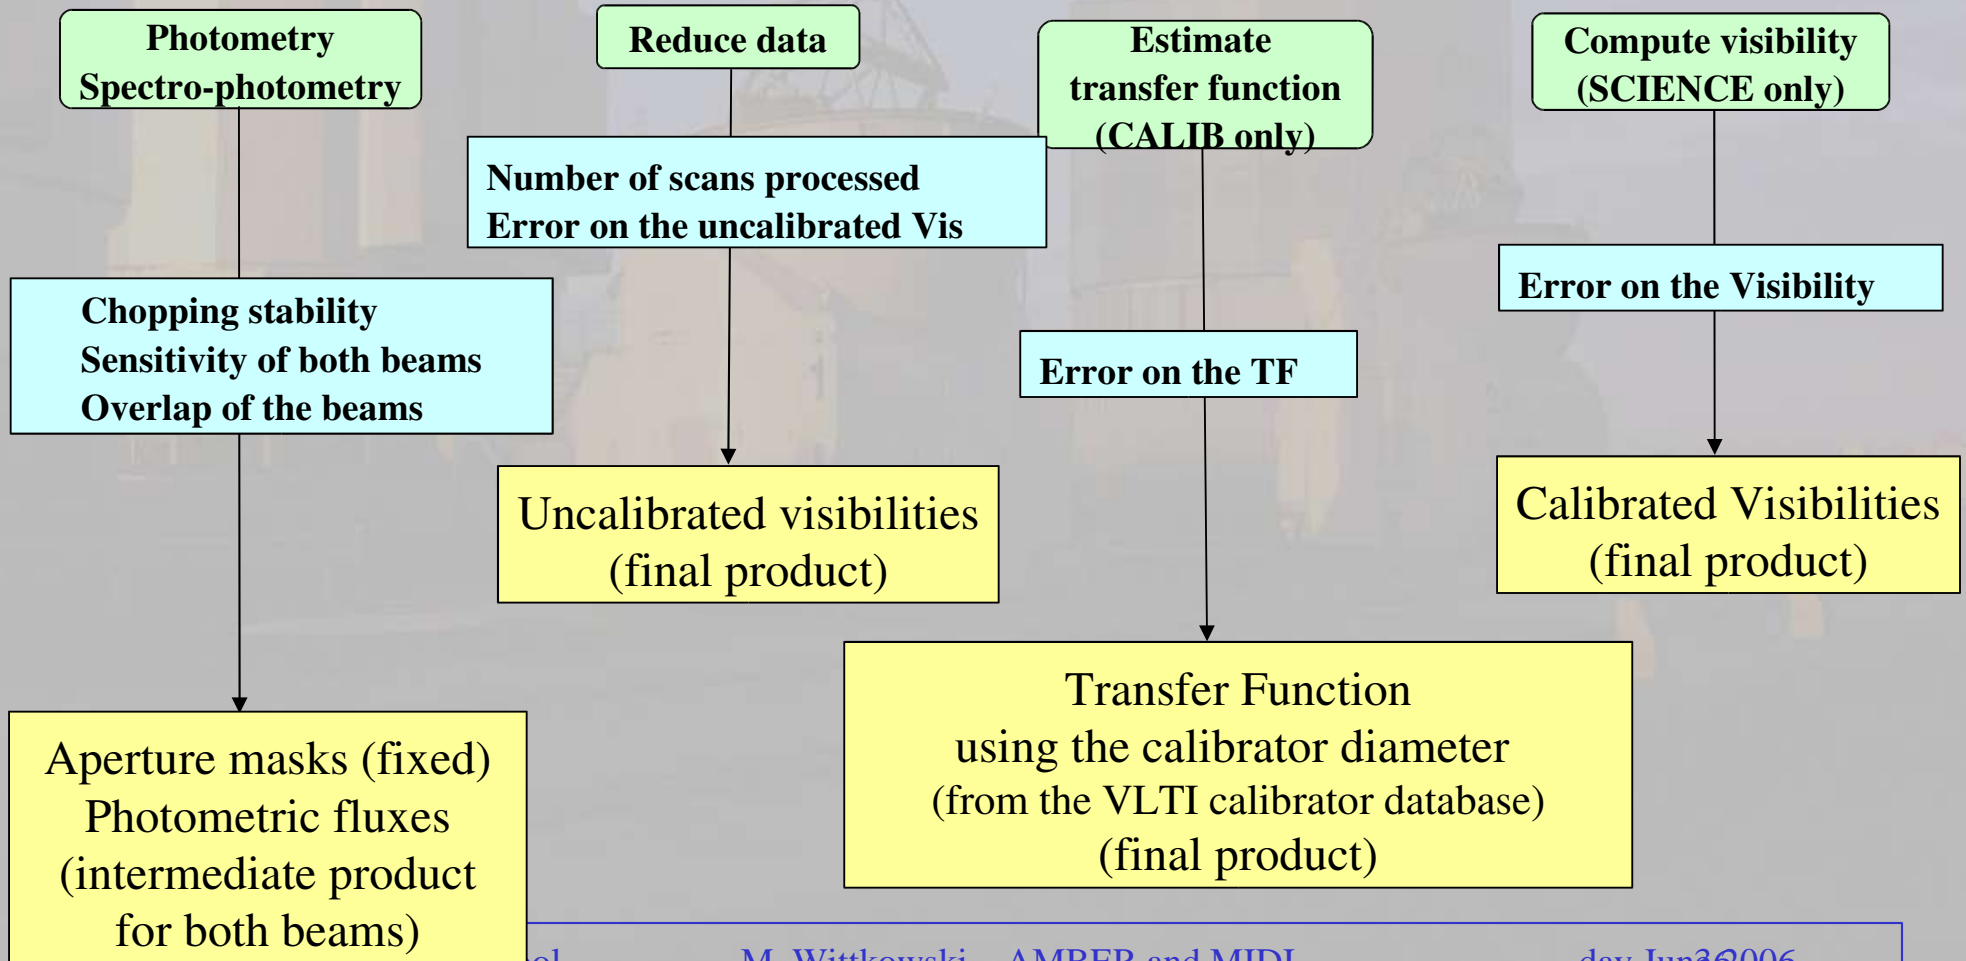 Photometry
Spectro-photometry
Reduce data
Estimate
transfer function
(CALIB only)
Compute visibility
(SCIENCE only)
Number of scans processed
Error on the uncalibrated Vis
Chopping stability
Sensitivity of both beams
Overlap of the beams
Error on the TF
Error on the Visibility
Uncalibrated visibilities
(final product)
Calibrated Visibilities
(final product)
Transfer Function
using the calibrator diameter
(from the VLTI calibrator database)
(final product)
Aperture masks (fixed)
Photometric fluxes
(intermediate product
for both beams)
M. Wittkowski AMBER and MIDI